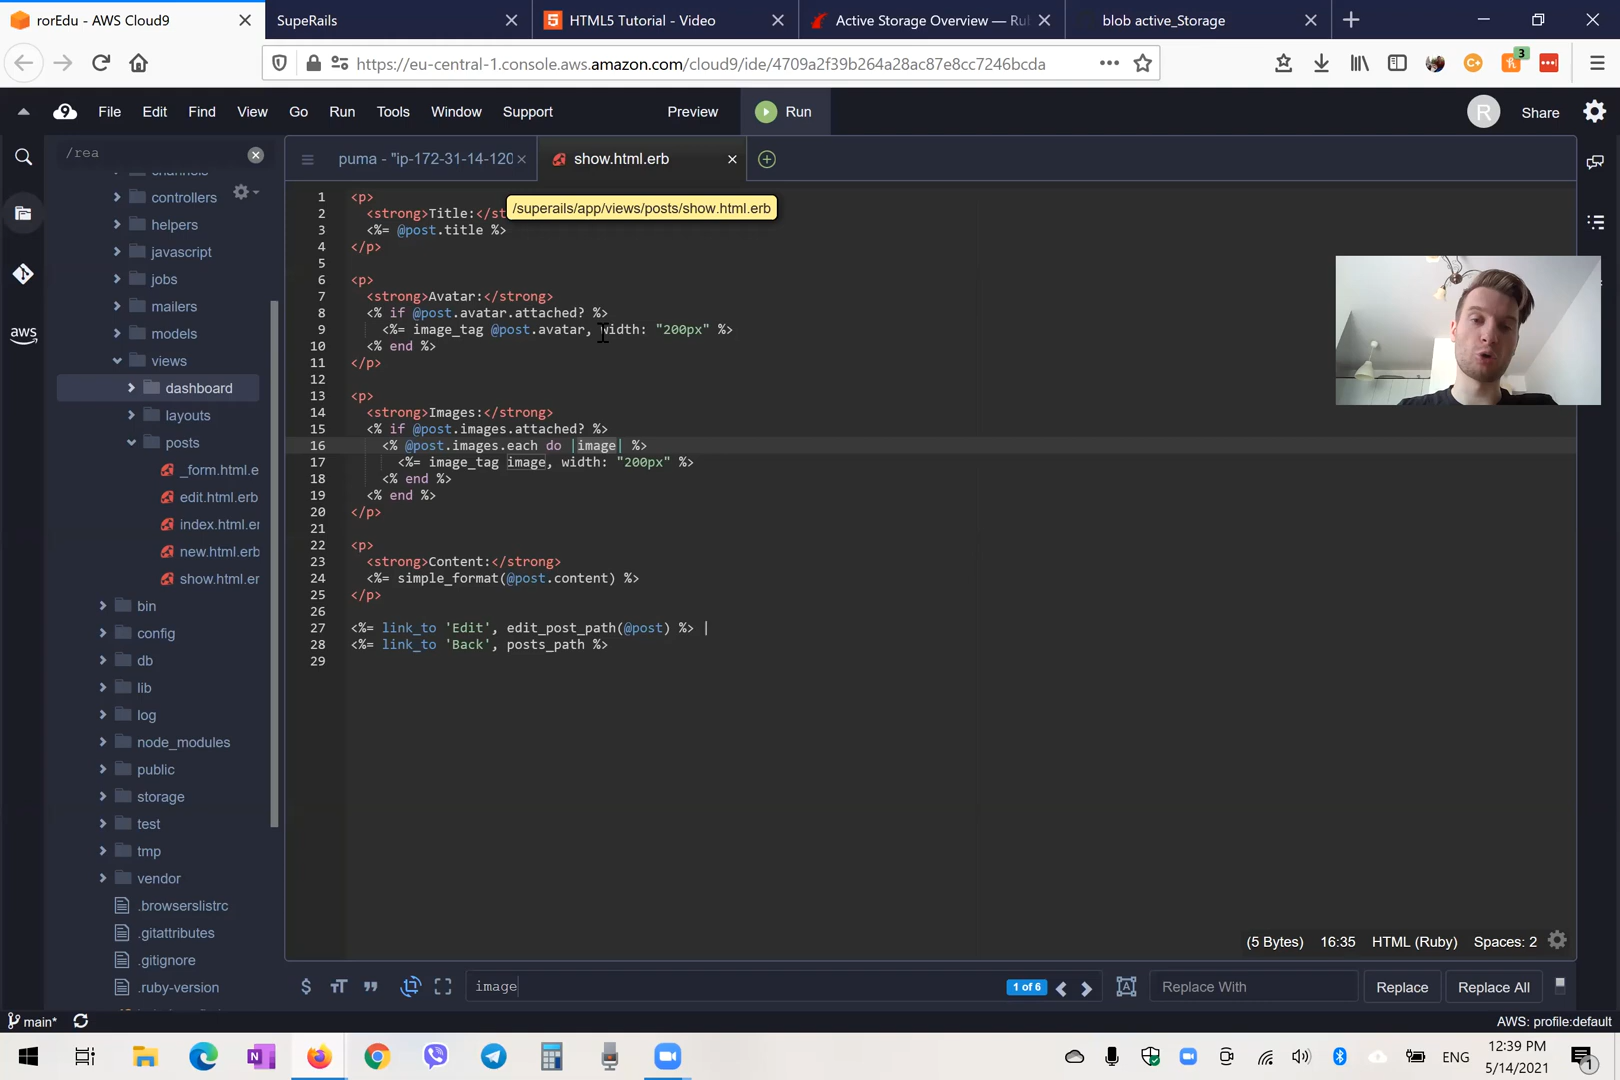 rorEdu - AWS Cloud9
SupeRails
HTML5 Tutorial - Video
Active Storage Overview — Ru
blob active_Storage
https://eu-central-1.console.aws.amazon.com/cloud9/ide/4709a2f39b264a28ac87e8cc7246bcda
3
File Edit Find View Go Run Tools Window Support Preview Run R Share
/rea
puma - "ip-172-31-14-120
show.html.erb
/superails/app/views/posts/show.html.erb
controllers
helpers
javascript
jobs
mailers
models
views
dashboard
layouts
posts
_form.html.e
edit.html.erb
index.html.er
new.html.erb
show.html.er
bin
config
db
lib
log
node_modules
public
storage
test
tmp
vendor
.browserslistrc
.gitattributes
.gitignore
.ruby-version
aws
1 <p>
2 <strong>Title:</st
3 <%= @post.title %>
4 </p>
5
6 <p>
7 <strong>Avatar:</strong>
8 <% if @post.avatar.attached? %>
9 <%= image_tag @post.avatar, width: "200px" %>
10 <% end %>
11 </p>
12
13 <p>
14 <strong>Images:</strong>
15 <% if @post.images.attached? %>
16 <% @post.images.each do |image| %>
17 <%= image_tag image, width: "200px" %>
18 <% end %>
19 <% end %>
20 </p>
21
22 <p>
23 <strong>Content:</strong>
24 <%= simple_format(@post.content) %>
25 </p>
26
27 <%= link_to 'Edit', edit_post_path(@post) %> |
28 <%= link_to 'Back', posts_path %>
29
(5 Bytes) 16:35 HTML (Ruby) Spaces: 2
image
1 of 6
Replace With
Replace
Replace All
main*
AWS: profile:default
ENG
12:39 PM
5/14/2021
1